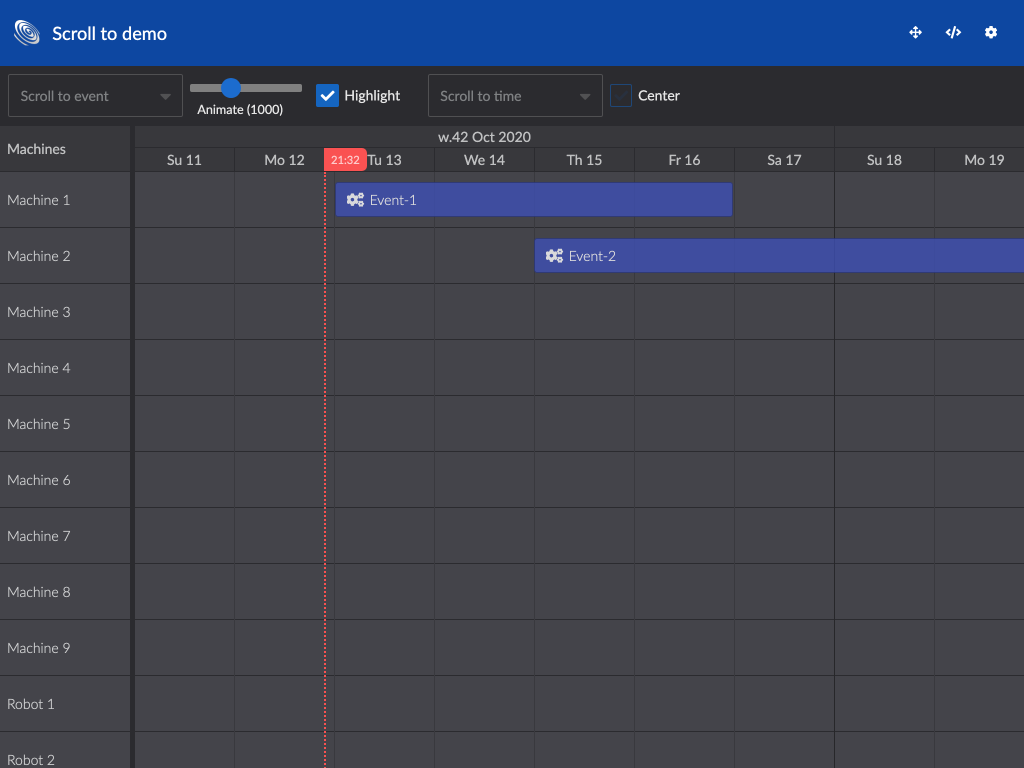 Scroll to demo
Scroll to event
Animate (1000)
Highlight
Scroll to time
Center
Machines
w.42 Oct 2020
Su 11
Mo 12
21:32
Tu 13
We 14
Th 15
Fr 16
Sa 17
Su 18
Mo 19
Machine 1
Event-1
Machine 2
Event-2
Machine 3
Machine 4
Machine 5
Machine 6
Machine 7
Machine 8
Machine 9
Robot 1
Robot 2